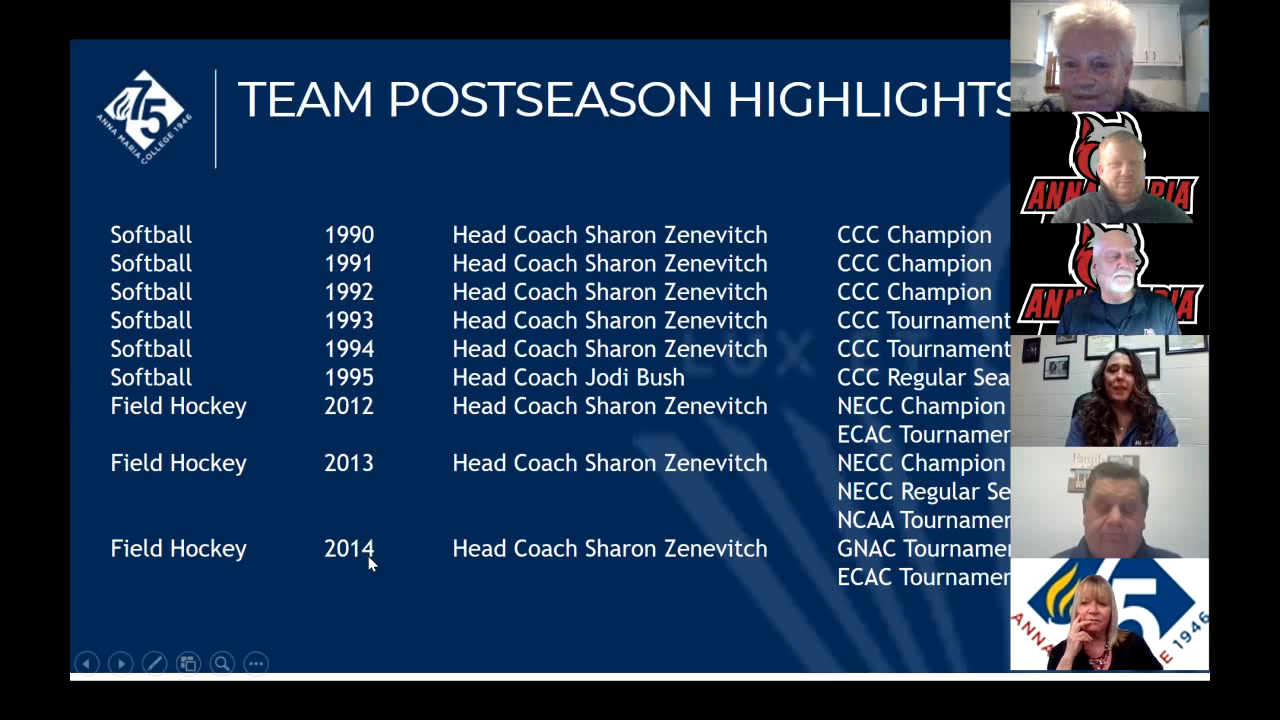 75
ANNA MARIA COLLEGE 1946
TEAM POSTSEASON HIGHLIGHTS
Softball 1990 Head Coach Sharon Zenevitch CCC Champion
Softball 1991 Head Coach Sharon Zenevitch CCC Champion
Softball 1992 Head Coach Sharon Zenevitch CCC Champion
Softball 1993 Head Coach Sharon Zenevitch CCC Tournament
Softball 1994 Head Coach Sharon Zenevitch CCC Tournament
Softball 1995 Head Coach Jodi Bush CCC Regular Sea
Field Hockey 2012 Head Coach Sharon Zenevitch NECC Champion
ECAC Tournamen
Field Hockey 2013 Head Coach Sharon Zenevitch NECC Champion
NECC Regular Se
NCAA Tournamen
Field Hockey 2014 Head Coach Sharon Zenevitch GNAC Tournamen
ECAC Tournamen
LUX
ANNA MARIA
ANNA
5
ANN
E 1946